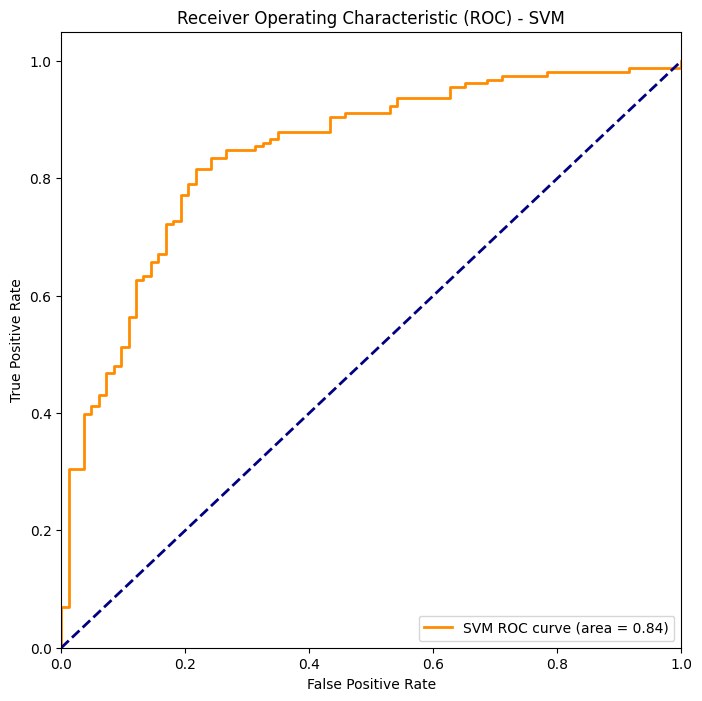 Receiver Operating Characteristic (ROC) - SVM
1.0
0.8
0.6
0.4
0.2
0.0
True Positive Rate
0.0 0.2 0.4 0.6 0.8 1.0
False Positive Rate
SVM ROC curve (area = 0.84)